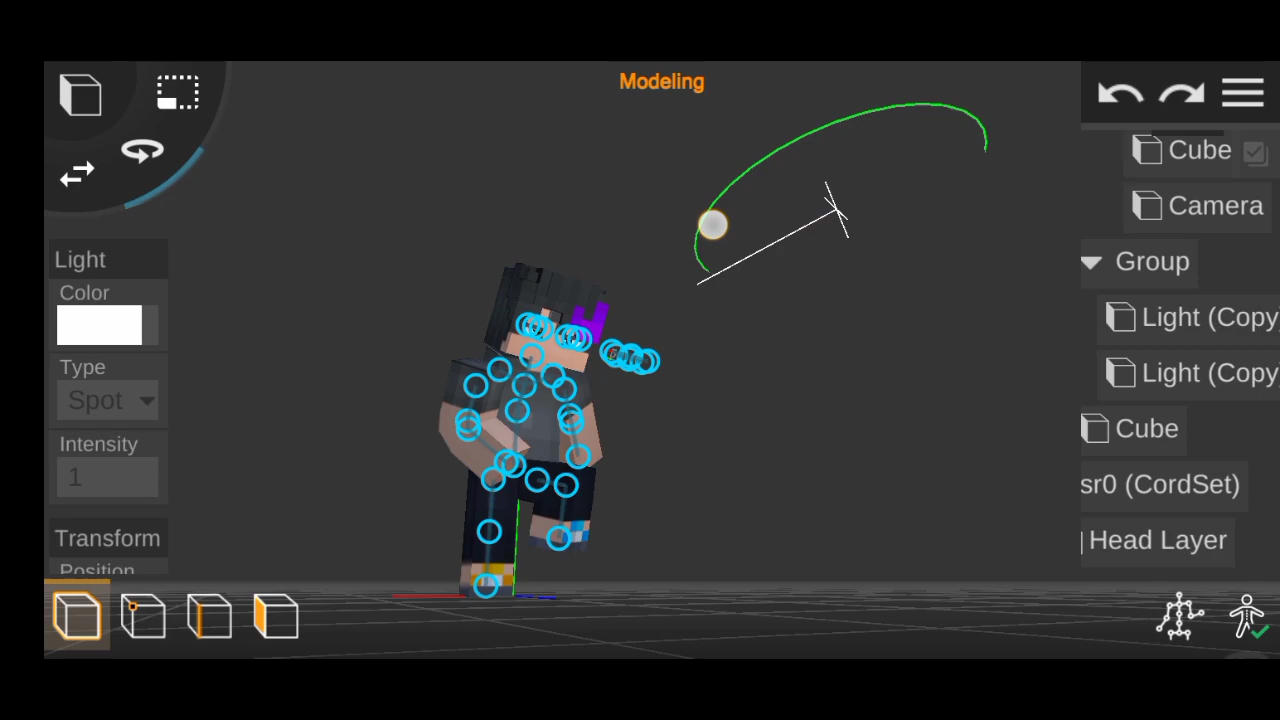 Modeling
Cube
Camera
Group
Light (Copy
Light (Copy
Cube
sr0 (CordSet)
Head Layer
Light
Color
Type
Spot
Intensity
1
Transform
Position